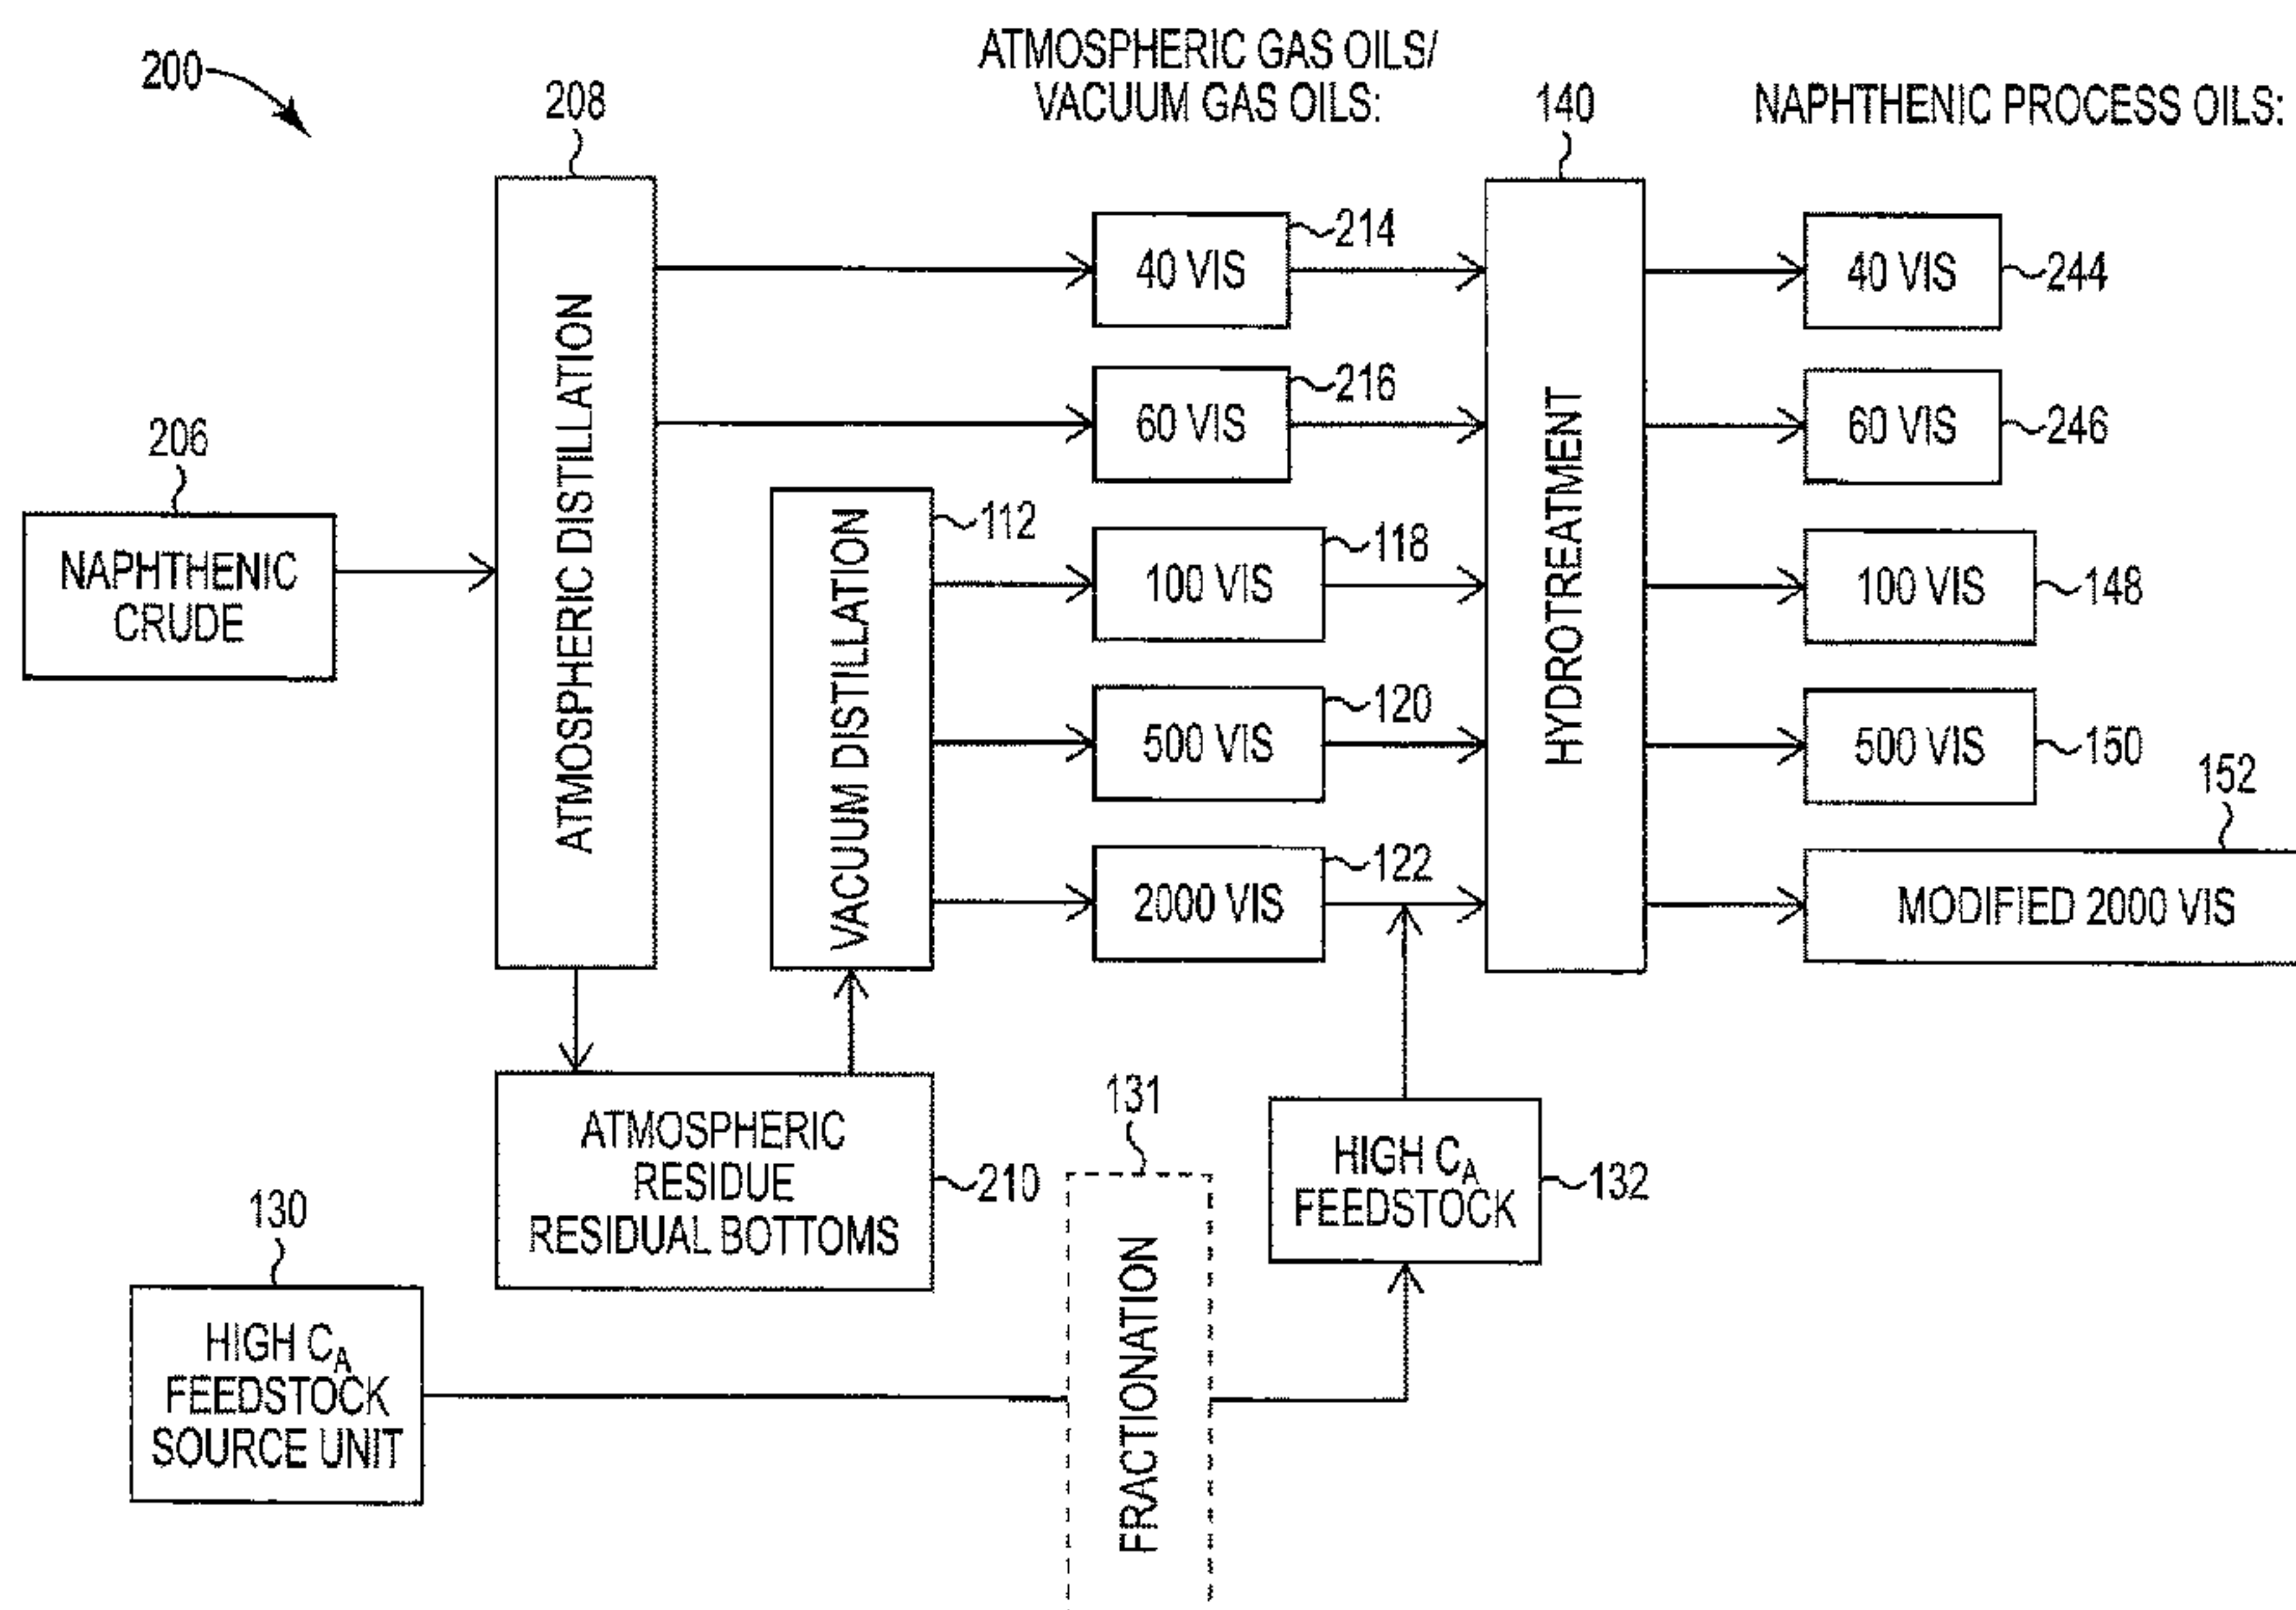 200
208
ATMOSPHERIC GAS OILS/
VACUUM GAS OILS:
140
NAPHTHENIC PROCESS OILS:
206
NAPHTHENIC
CRUDE
ATMOSPHERIC DISTILLATION
VACUUM DISTILLATION
112
40 VIS
214
60 VIS
216
100 VIS
118
500 VIS
120
2000 VIS
122
HYDROTREATMENT
40 VIS
244
60 VIS
246
100 VIS
148
500 VIS
150
152
MODIFIED 2000 VIS
ATMOSPHERIC
RESIDUE
RESIDUAL BOTTOMS
210
130
HIGH CA
FEEDSTOCK
SOURCE UNIT
131
FRACTIONATION
HIGH CA
FEEDSTOCK
132